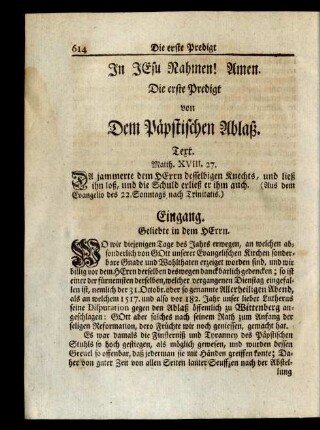 614 Die erste Predigt
In JEsu Nahmen! Amen.
Die erste Predigt
von
Dem Päpstischen Ablaß.
Text.
Matth. XVIII. 27.
DA jammerte dem HErrn desselbigen Knechts, und ließ
ihn loß, und die Schuld erließ er ihm auch. (Aus dem
Evangelio des 22. Sonntags nach Trinitatis.)
Eingang.
Geliebte in dem HErrn.
WO wir diejenigen Tage des Jahrs erwegen, an welchen ab-
sonderlich von GOtt unserer Evangelischen Kirchen sonder-
bare Gnade und Wohlthaten erzeiget worden sind, und wir
billig vor dem HErrn derselben deswegen danckbarlich gedencken; so ist
einer der fürnemsten derselben, welcher vergangenen Dienstag eingefal-
len ist, nemlich der 31. Octobr. aber so genannte Allerheiligen Abend,
als an welchem 1517. und also vor 182. Jahr unser lieber Lutherus
seine Disputation gegen den Ablaß öffentlich zu Wittenberg an-
geschlagen: GOtt aber solches nach seinem Rath zum Anfang der
seligen Reformation, dero Früchte wir noch geniessen, gemacht hat.
Es war damals die Finsterniß und Tyranney des Päpstischen
Stuhls so hoch gestiegen, als möglich gewesen, und wurden dessen
Greuel so offenbar, daß jederman sie mit Händen greiffen konte; Da-
her von guter Zeit von allen Seiten lauter Seuffzen nach der Abstel-
lung